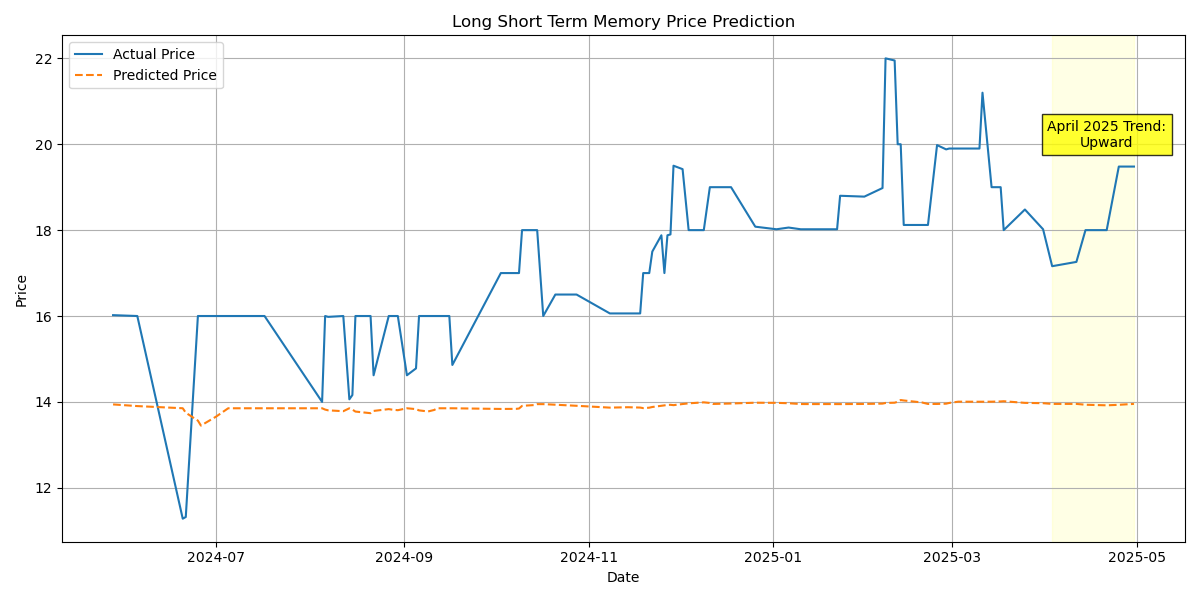 Long Short Term Memory Price Prediction
Actual Price
Predicted Price
April 2025 Trend:
Upward
Price
22
20
18
16
14
12
2024-07
2024-09
2024-11
2025-01
2025-03
2025-05
Date